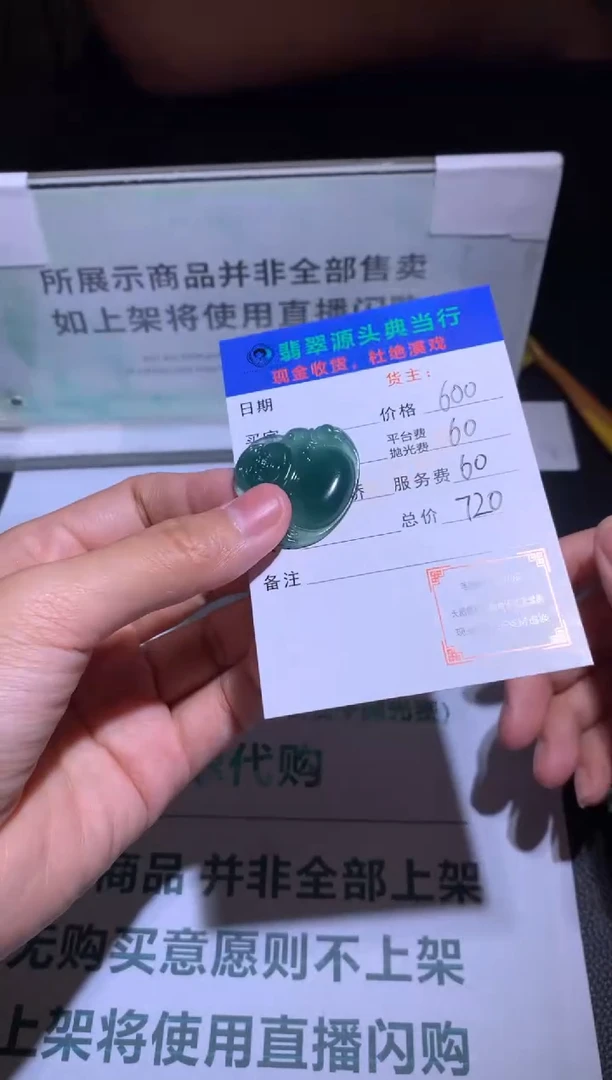 所展示商品并非全部售卖
如上架将使用直播闪购
翡翠源头典当行
现金收货，杜绝演戏
货主：
日期
价格 600
平台费
抛光费 60
服务费 60
总价 720
备注
代购
商品 并非全部上架
无购买意愿则不上架
上架将使用直播闪购